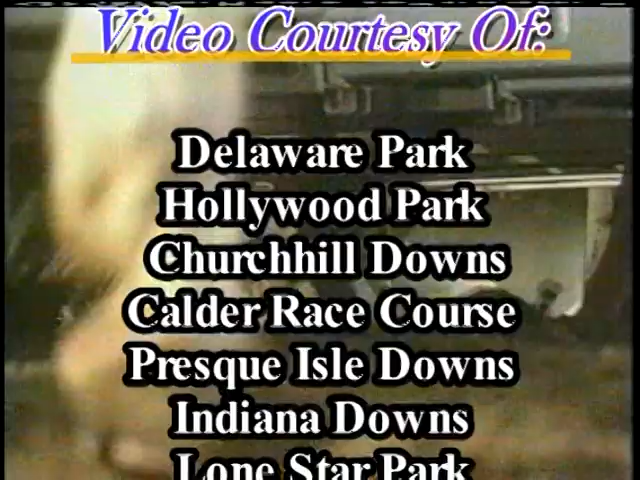 Video Courtesy Of:
Delaware Park
Hollywood Park
Churchhill Downs
Calder Race Course
Presque Isle Downs
Indiana Downs
Lone Star Park